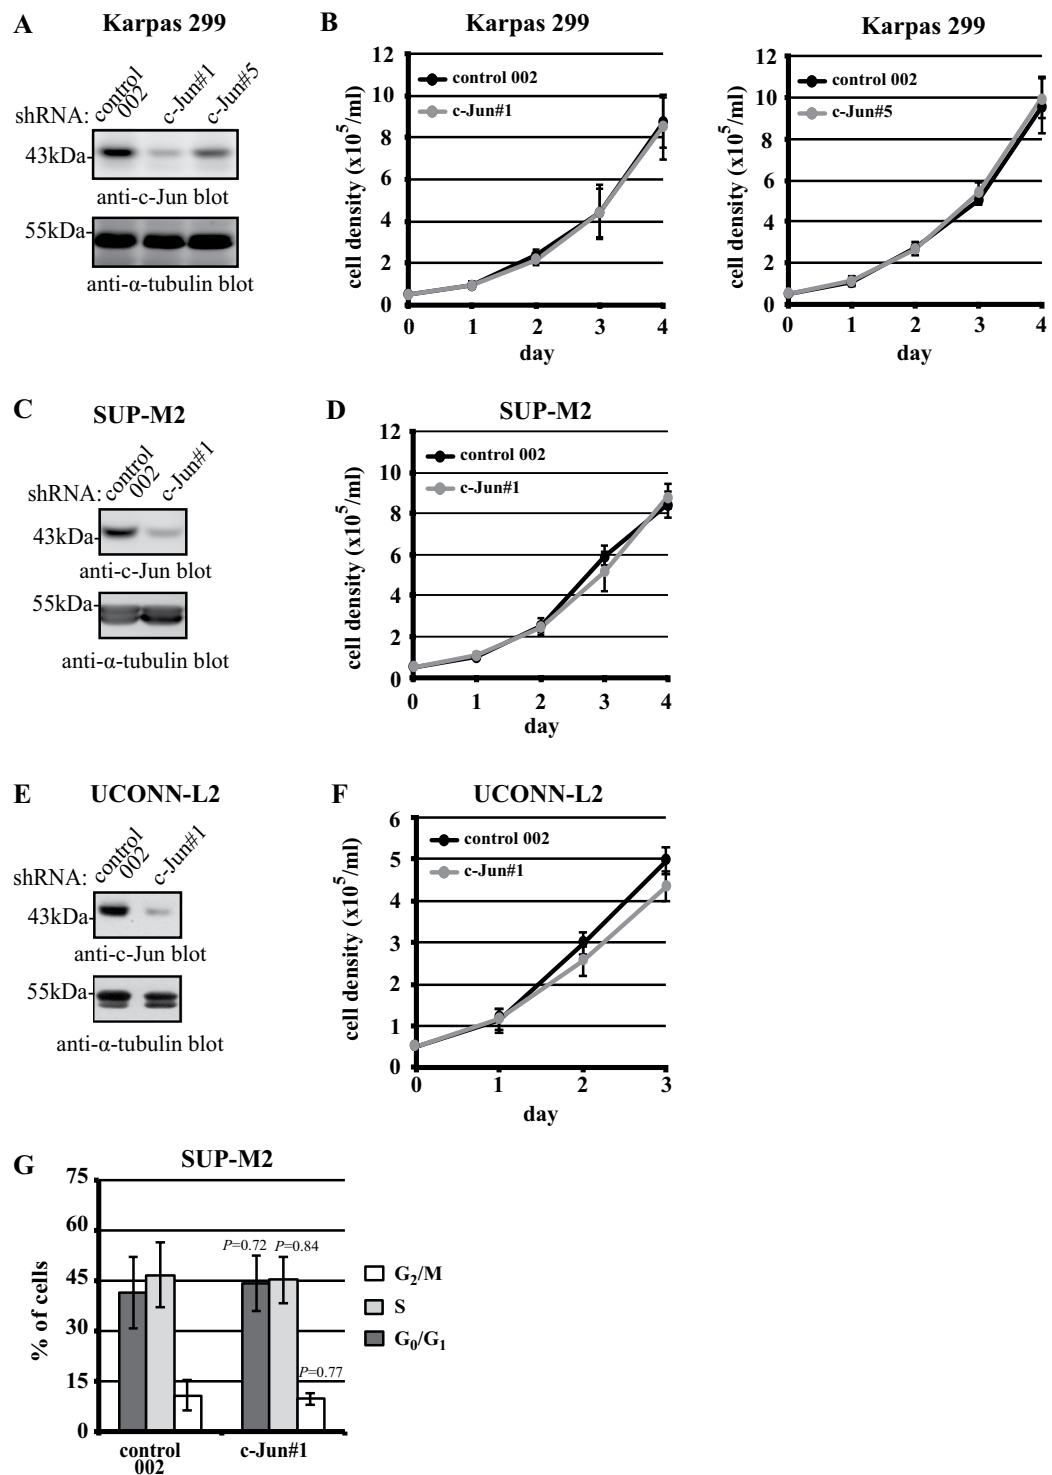 A Karpas 299
shRNA: control 002 c-Jun#1 c-Jun#5
43kDa
anti-c-Jun blot
55kDa
anti-α-tubulin blot
B Karpas 299
12
10
8
6
4
2
0
cell density (x10⁵/ml)
control 002
c-Jun#1
0 1 2 3 4
day
Karpas 299
12
10
8
6
4
2
0
cell density (x10⁵/ml)
control 002
c-Jun#5
0 1 2 3 4
day
C SUP-M2
shRNA: control 002 c-Jun#1
43kDa
anti-c-Jun blot
55kDa
anti-α-tubulin blot
D SUP-M2
12
10
8
6
4
2
0
cell density (x10⁵/ml)
control 002
c-Jun#1
0 1 2 3 4
day
E UCONN-L2
shRNA: control 002 c-Jun#1
43kDa
anti-c-Jun blot
55kDa
anti-α-tubulin blot
F UCONN-L2
6
5
4
3
2
1
0
cell density (x10⁵/ml)
control 002
c-Jun#1
0 1 2 3
day
G SUP-M2
75
60
45
30
15
0
% of cells
P=0.72 P=0.84
P=0.77
G₂/M
S
G₀/G₁
control 002
c-Jun#1